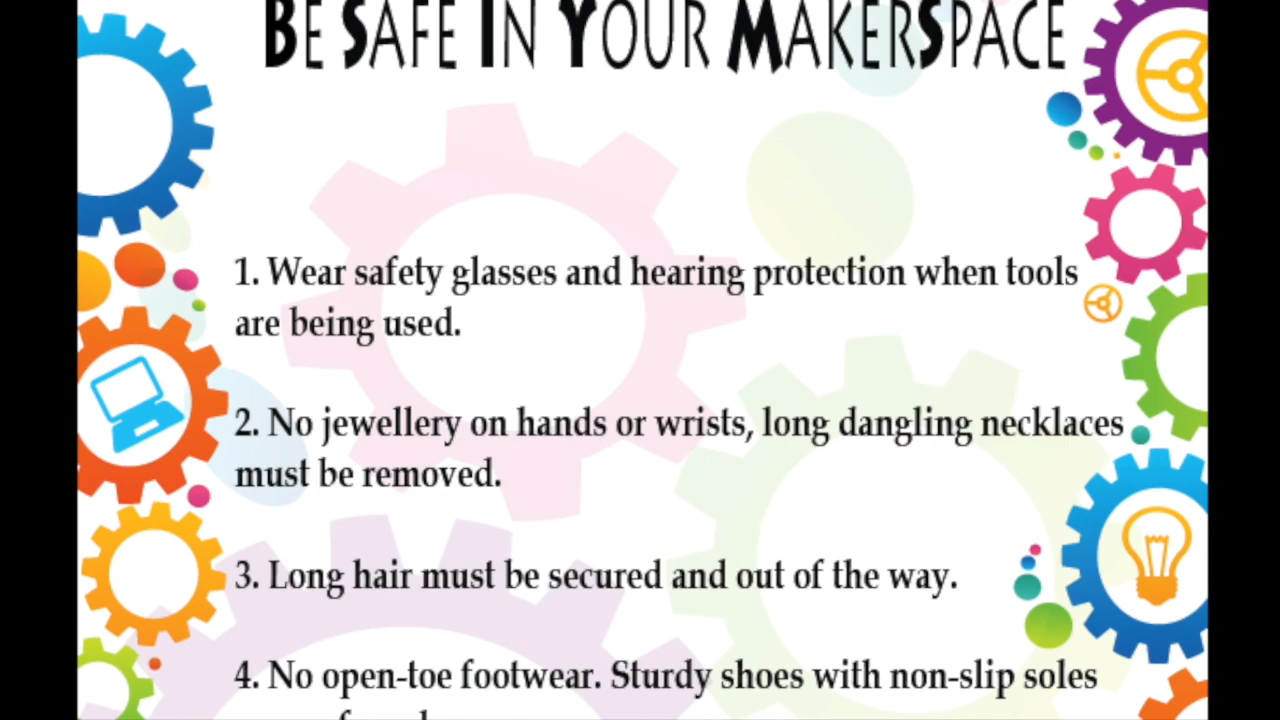 BE SAFE IN YOUR MAKERSPACE
1. Wear safety glasses and hearing protection when tools
are being used.
2. No jewellery on hands or wrists, long dangling necklaces
must be removed.
3. Long hair must be secured and out of the way.
4. No open-toe footwear. Sturdy shoes with non-slip soles